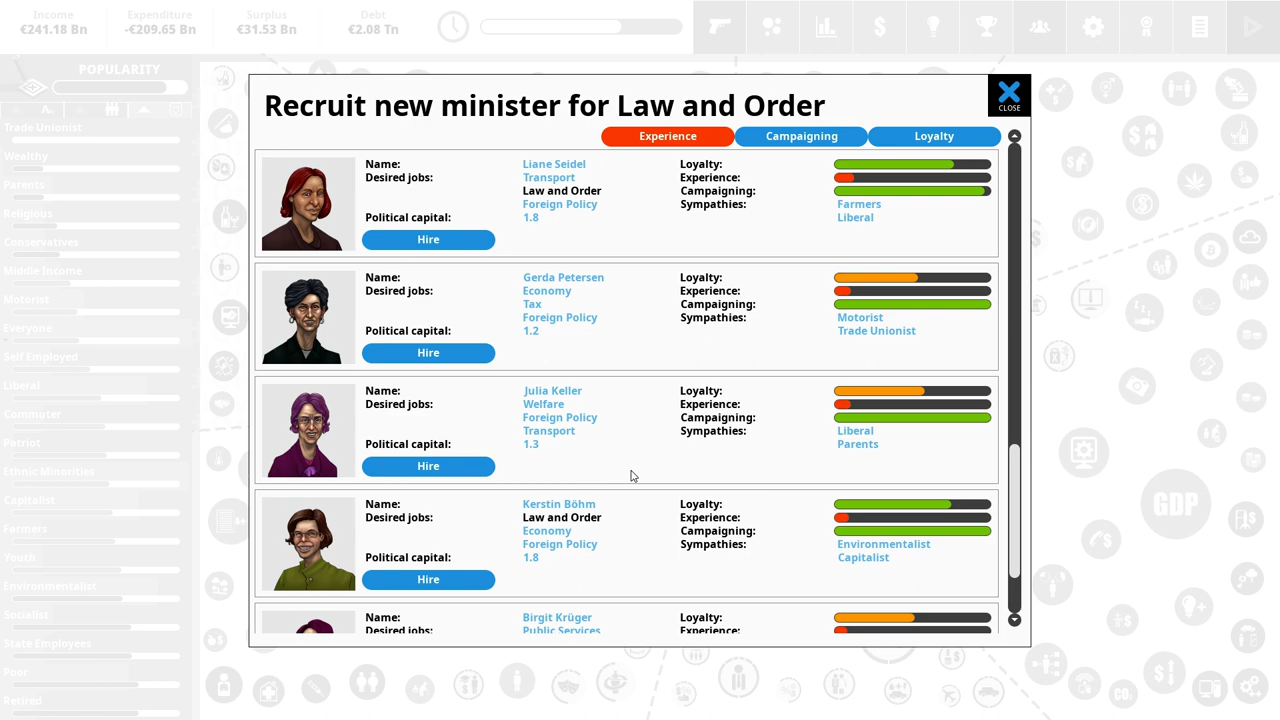 Income
Expenditure
Surplus
Debt
€241.18 Bn
-€209.65 Bn
€31.53 Bn
€2.08 Tn
POPULARITY
Trade Unionist
Wealthy
Parents
Religious
Conservatives
Middle Income
Motorist
Everyone
Self Employed
Liberal
Commuter
Patriot
Ethnic Minorities
Capitalist
Farmers
Youth
Environmentalist
Socialist
State Employees
Poor
Retired
Recruit new minister for Law and Order
CLOSE
Experience
Campaigning
Loyalty
Name: Liane Seidel
Desired jobs: Transport
Law and Order
Foreign Policy
Political capital: 1.8
Hire
Loyalty:
Experience:
Campaigning:
Sympathies: Farmers
Liberal
Name: Gerda Petersen
Desired jobs: Economy
Tax
Foreign Policy
Political capital: 1.2
Hire
Loyalty:
Experience:
Campaigning:
Sympathies: Motorist
Trade Unionist
Name: Julia Keller
Desired jobs: Welfare
Foreign Policy
Transport
Political capital: 1.3
Hire
Loyalty:
Experience:
Campaigning:
Sympathies: Liberal
Parents
Name: Kerstin Böhm
Desired jobs: Law and Order
Economy
Foreign Policy
Political capital: 1.8
Hire
Loyalty:
Experience:
Campaigning:
Sympathies: Environmentalist
Capitalist
Name: Birgit Krüger
Desired jobs: Public Services
Loyalty:
Experience:
GDP
CO₂